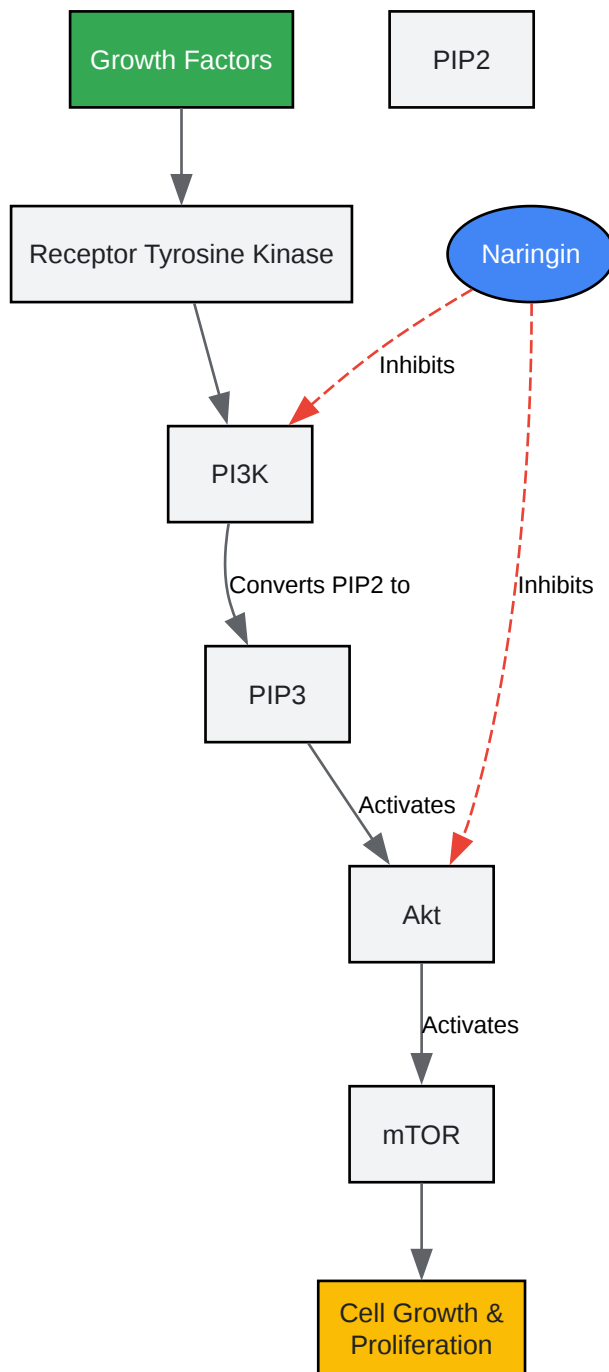 Growth Factors
PIP2
Receptor Tyrosine Kinase
Naringin
Inhibits
PI3K
Converts PIP2 to
Inhibits
PIP3
Activates
Akt
Activates
mTOR
Cell Growth &
Proliferation